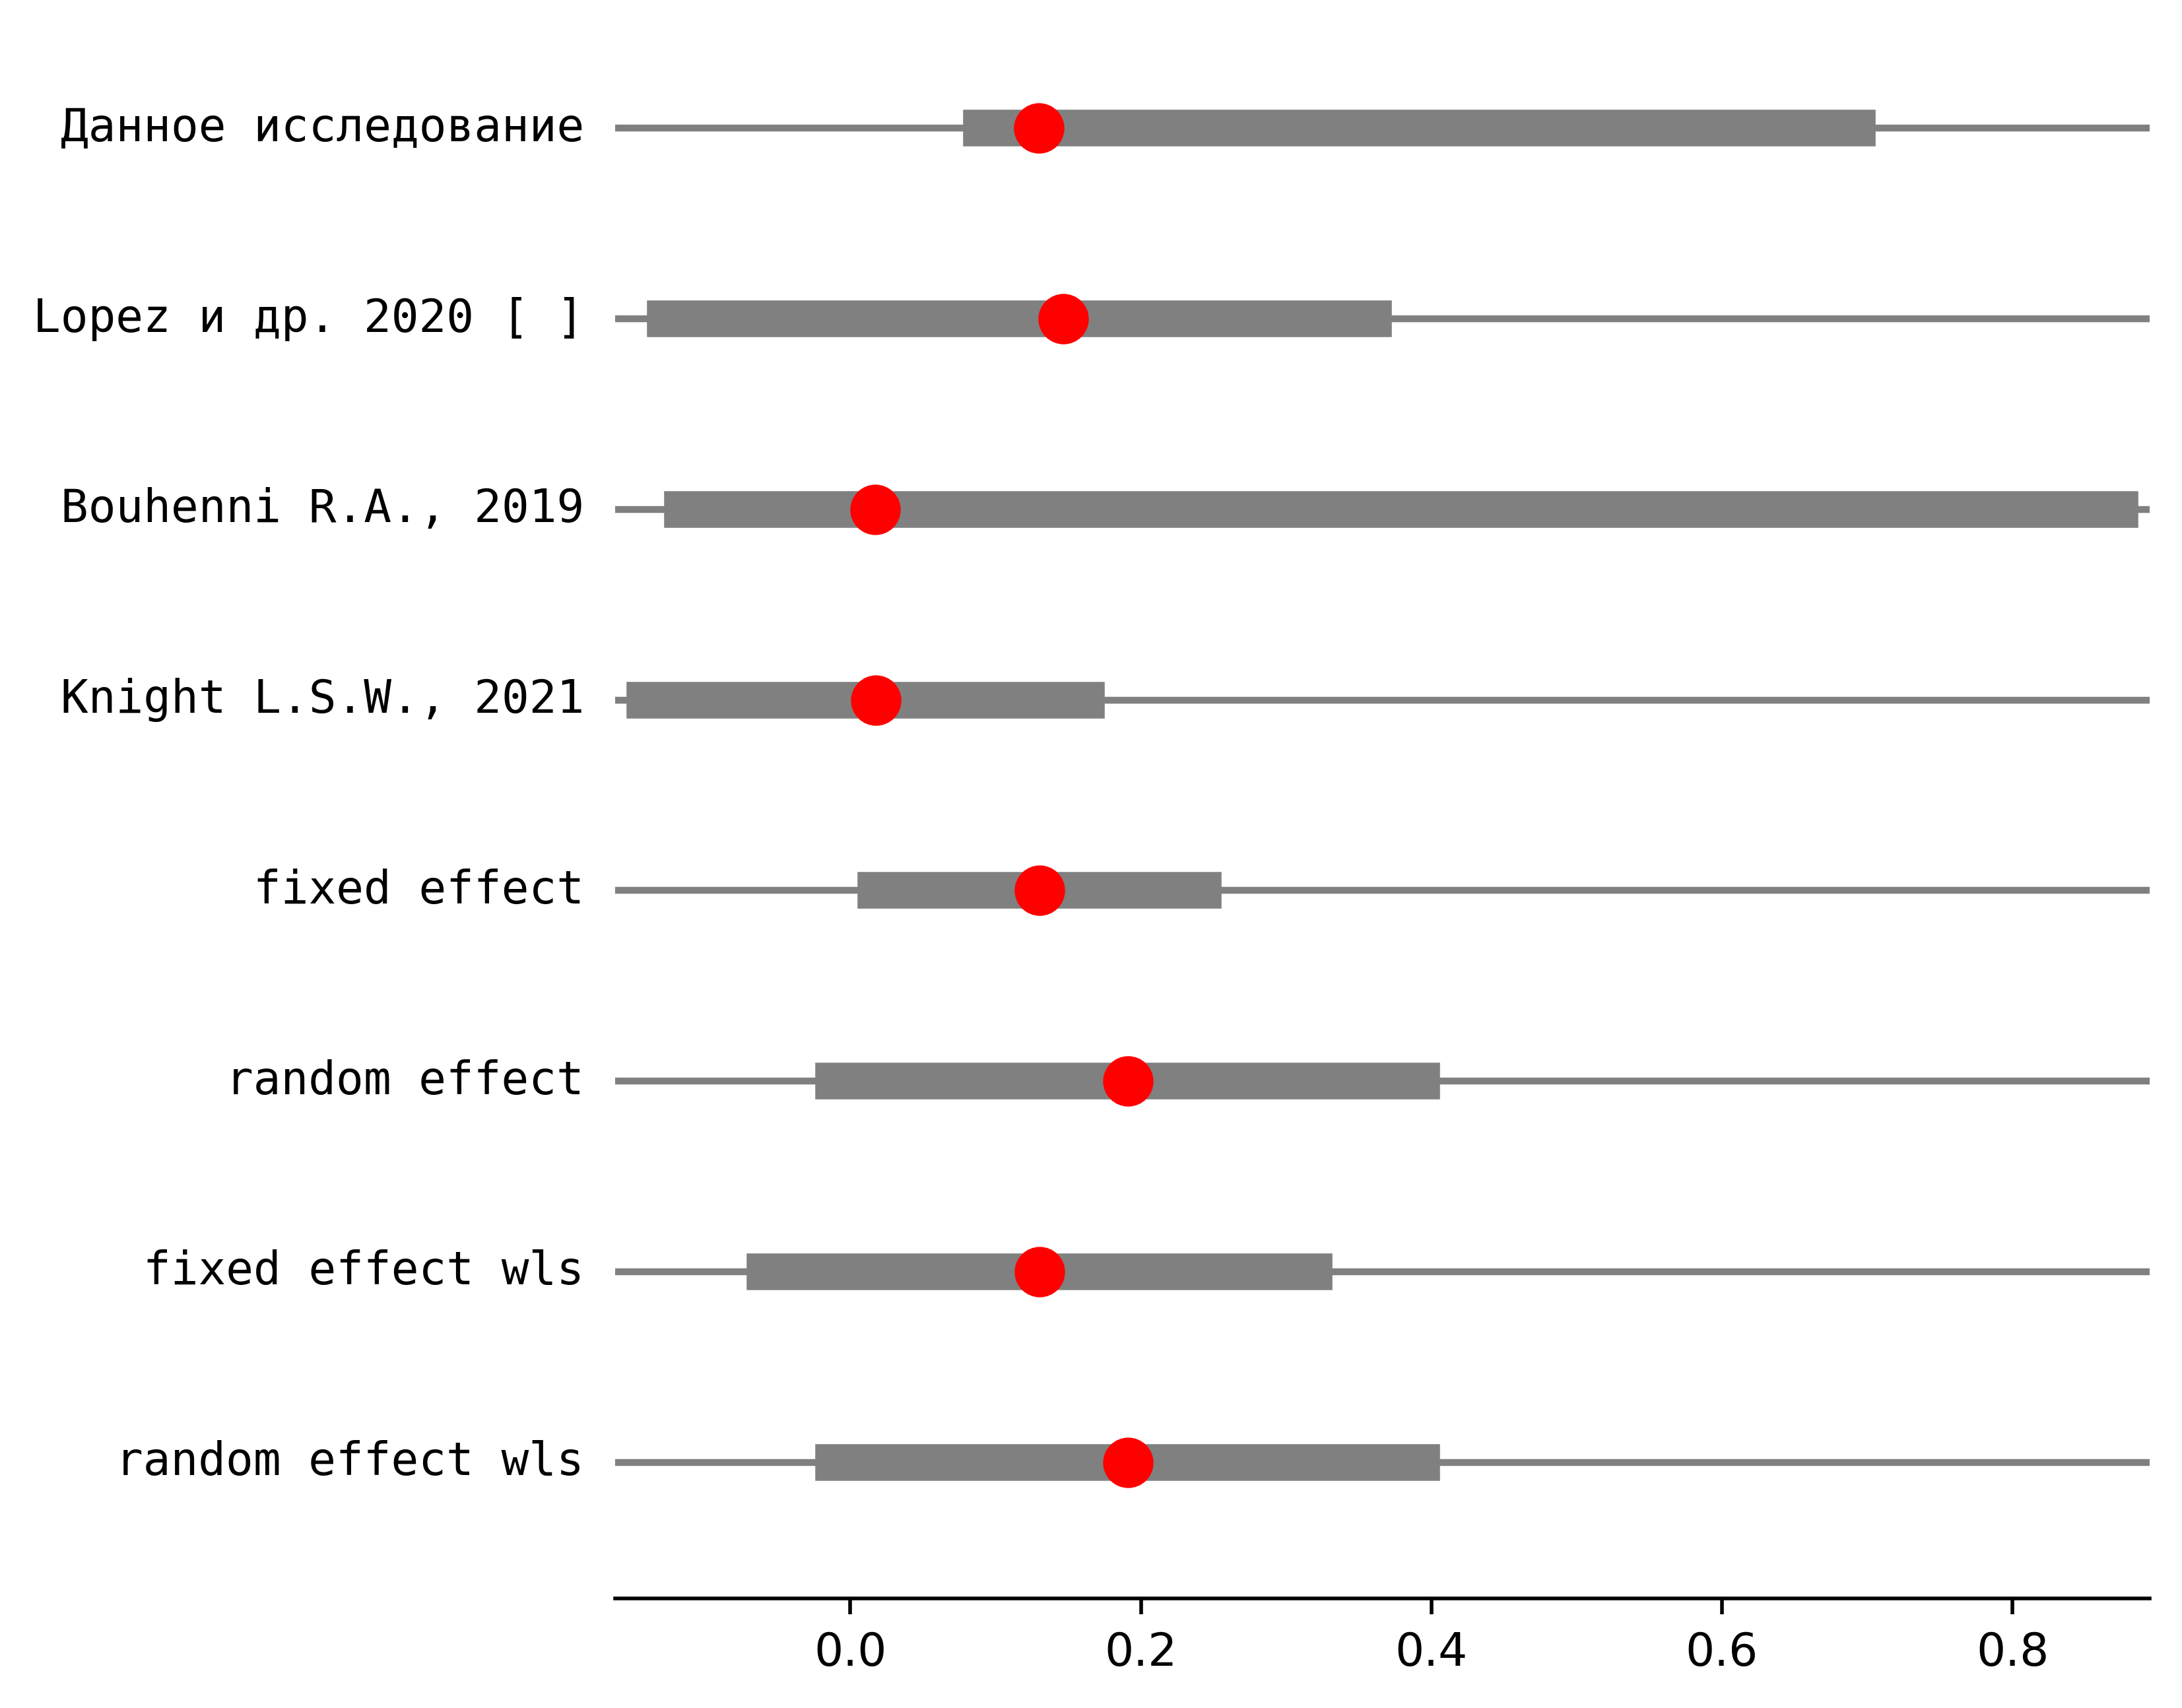 Данное исследование
Lopez и др. 2020 [ ]
Bouhenni R.A., 2019
Knight L.S.W., 2021
fixed effect
random effect
fixed effect wls
random effect wls
0.0 0.2 0.4 0.6 0.8